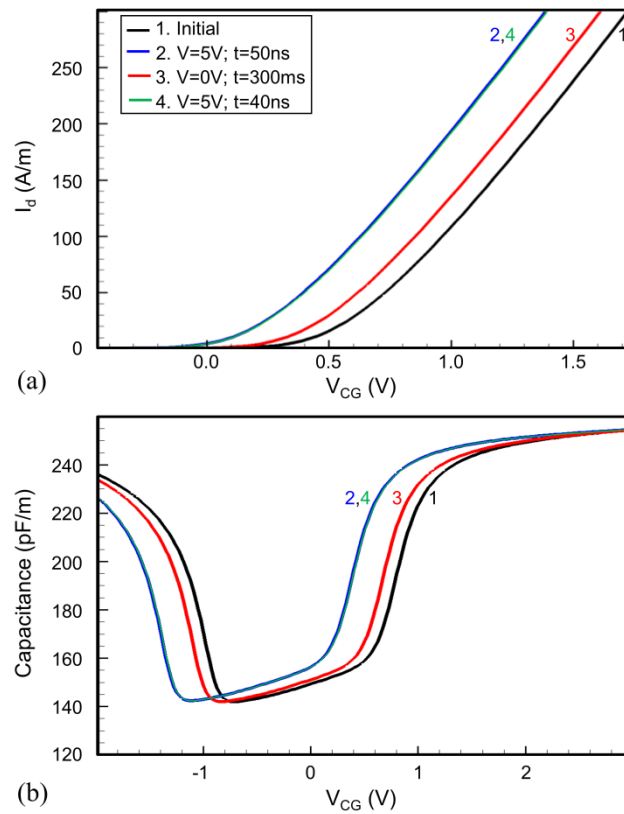 1. Initial
2. V=5V; t=50ns
3. V=0V; t=300ms
4. V=5V; t=40ns
2,4
3
1
250
200
150
100
50
0
I_d (A/m)
0.0 0.5 1.0 1.5
(a)
V_CG (V)
240
220
200
180
160
140
120
Capacitance (pF/m)
2,4
3
1
-1 0 1 2
(b)
V_CG (V)